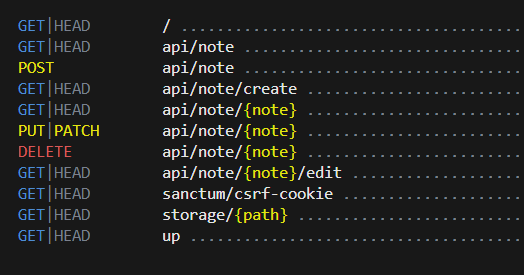 GET|HEAD / ........................................
GET|HEAD api/note .................................
POST api/note .................................
GET|HEAD api/note/create ..........................
GET|HEAD api/note/{note} ..........................
PUT|PATCH api/note/{note} ..........................
DELETE api/note/{note} ..........................
GET|HEAD api/note/{note}/edit .....................
GET|HEAD sanctum/csrf-cookie ......................
GET|HEAD storage/{path} ...........................
GET|HEAD up .......................................